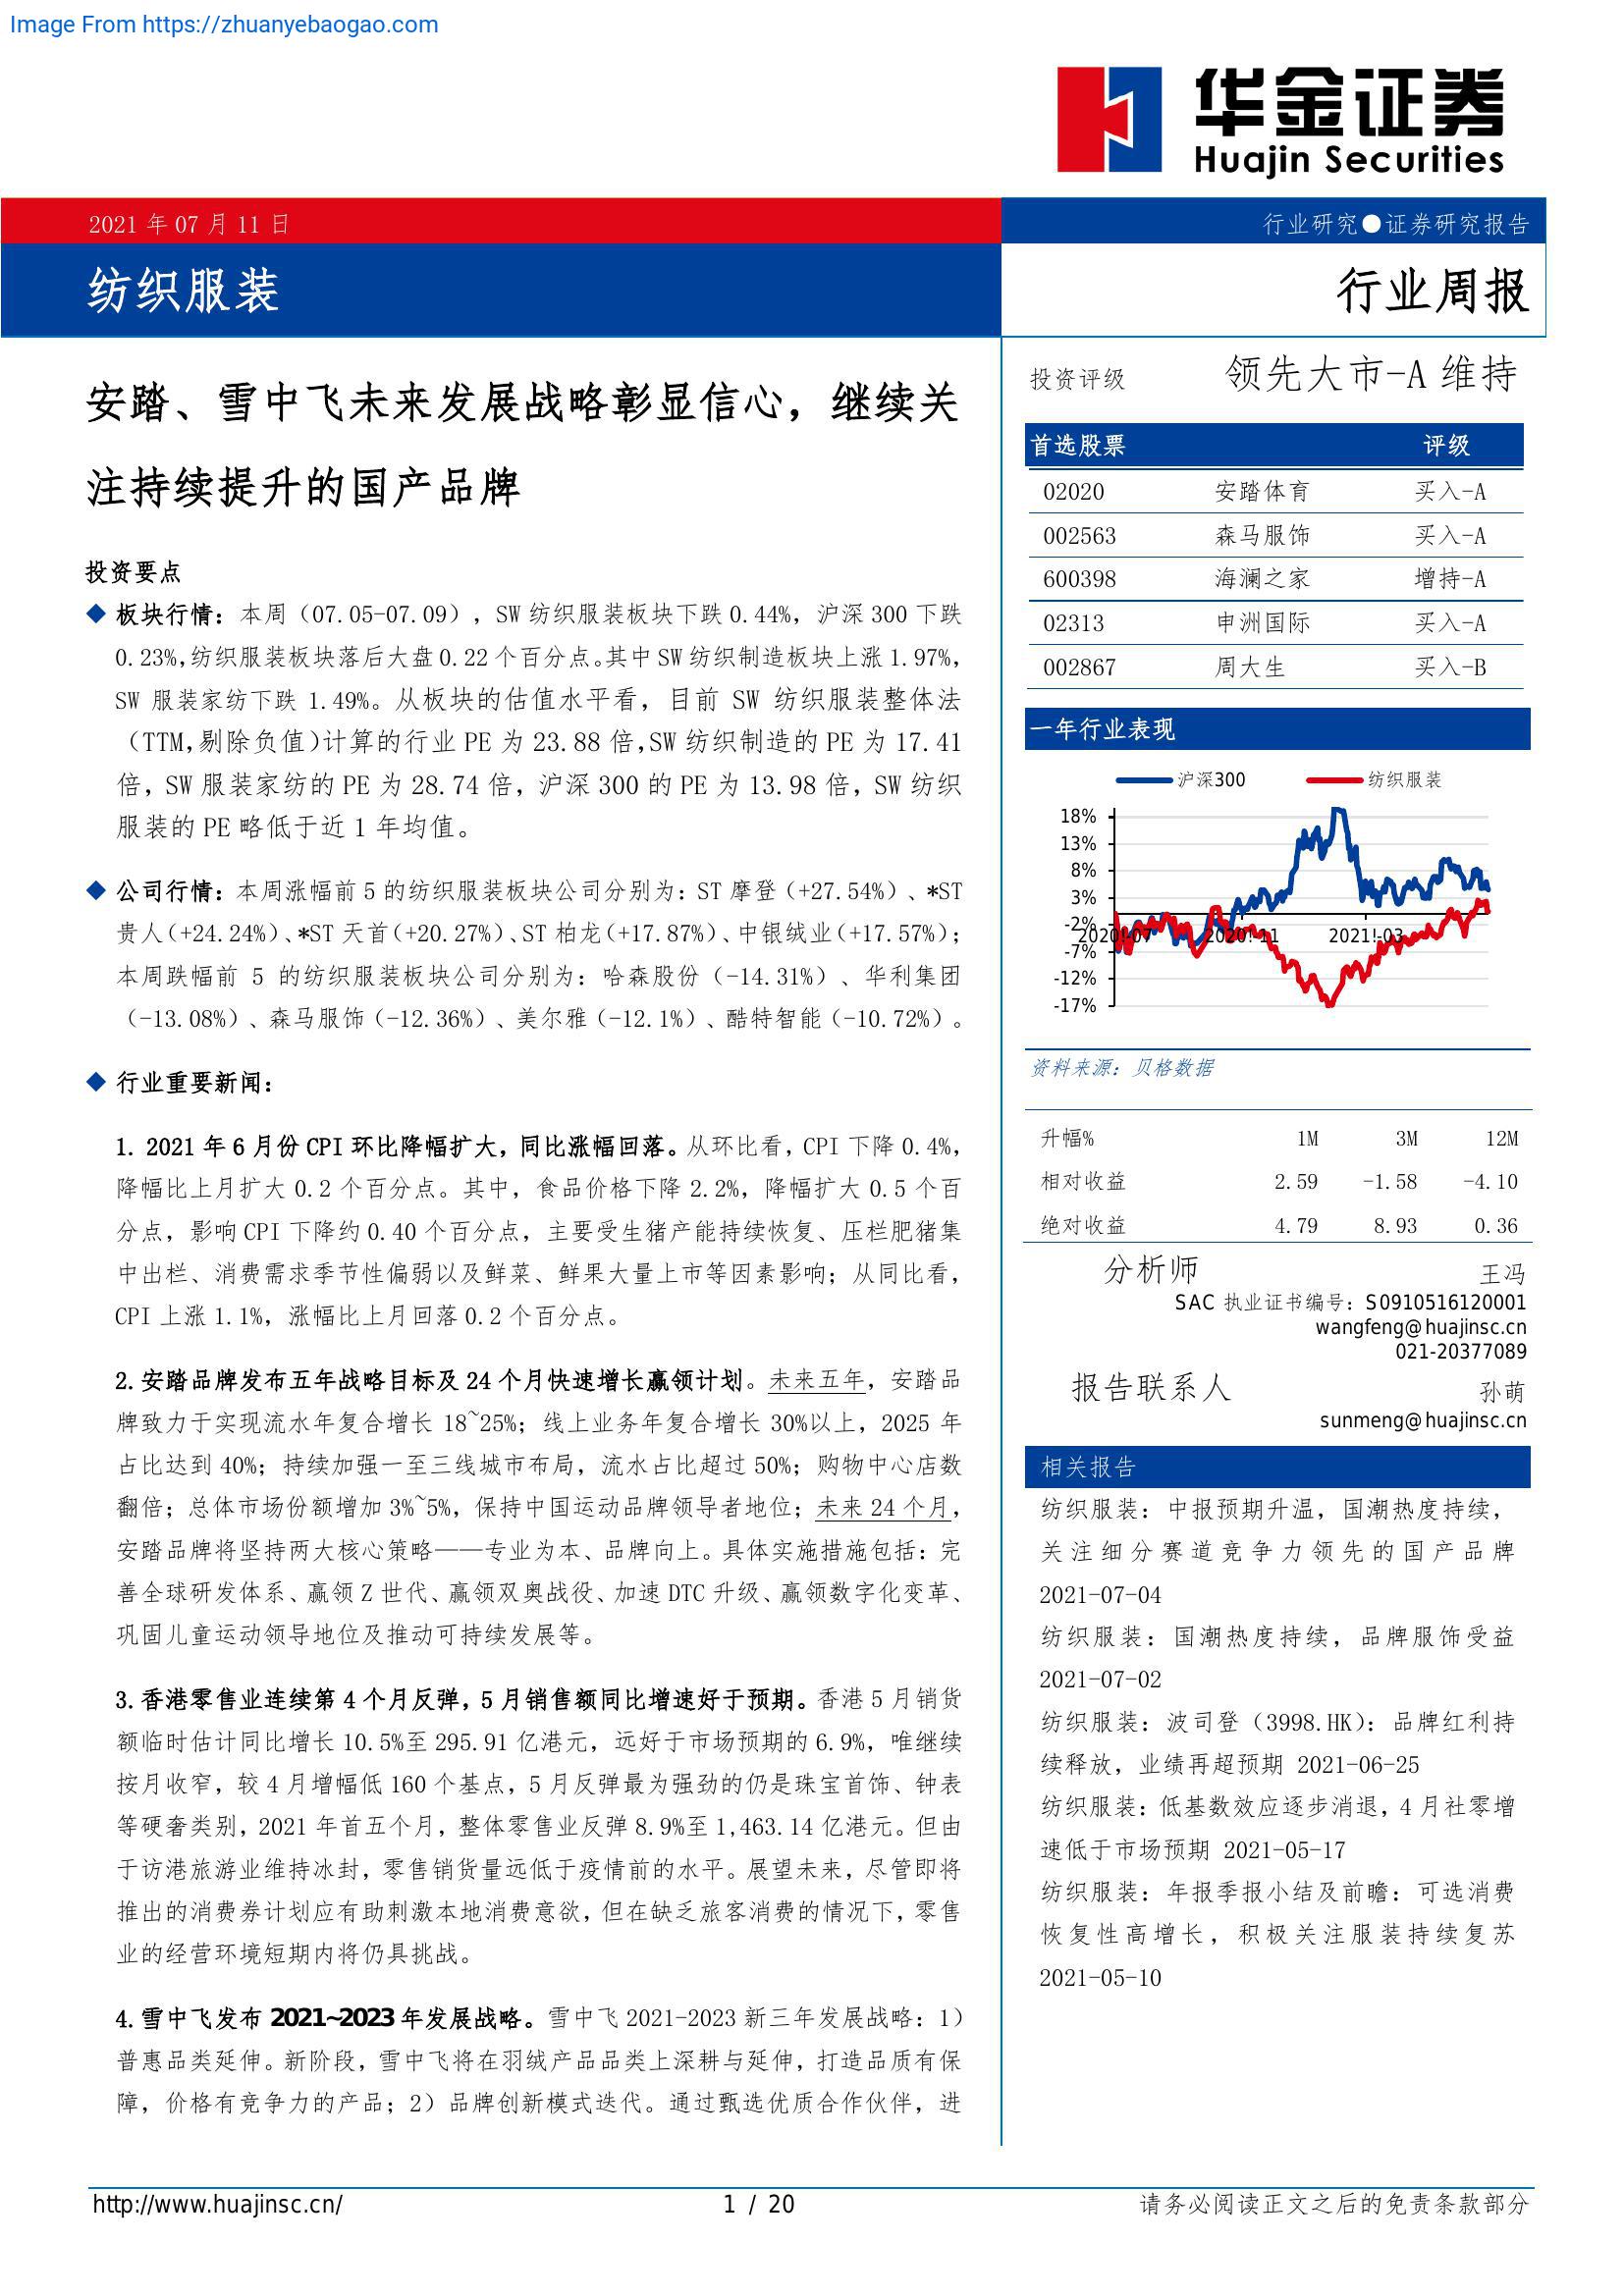 Image From https://zhuanyebaogao.com
华金证券
Huajin Securities
2021 年 07 月 11 日
行业研究●证券研究报告
纺织服装
行业周报
安踏、雪中飞未来发展战略彰显信心，继续关
注持续提升的国产品牌
投资要点
◆ 板块行情：本周（07.05-07.09），SW 纺织服装板块下跌 0.44%，沪深 300 下跌
0.23%,纺织服装板块落后大盘 0.22 个百分点。其中 SW 纺织制造板块上涨 1.97%，
SW 服装家纺下跌 1.49%。从板块的估值水平看，目前 SW 纺织服装整体法
（TTM,剔除负值)计算的行业 PE 为 23.88 倍,SW 纺织制造的 PE 为 17.41
倍，SW 服装家纺的 PE 为 28.74 倍，沪深 300 的 PE 为 13.98 倍，SW 纺织
服装的 PE 略低于近 1 年均值。
◆ 公司行情：本周涨幅前 5 的纺织服装板块公司分别为：ST 摩登（+27.54%）、*ST
贵人（+24.24%）、*ST 天首（+20.27%）、ST 柏龙（+17.87%）、中银绒业（+17.57%）；
本周跌幅前 5 的纺织服装板块公司分别为：哈森股份（-14.31%）、华利集团
（-13.08%）、森马服饰（-12.36%）、美尔雅（-12.1%）、酷特智能（-10.72%）。
◆ 行业重要新闻：
1. 2021 年 6 月份 CPI 环比降幅扩大，同比涨幅回落。从环比看，CPI 下降 0.4%，
降幅比上月扩大 0.2 个百分点。其中，食品价格下降 2.2%，降幅扩大 0.5 个百
分点，影响 CPI 下降约 0.40 个百分点，主要受生猪产能持续恢复、压栏肥猪集
中出栏、消费需求季节性偏弱以及鲜菜、鲜果大量上市等因素影响；从同比看，
CPI 上涨 1.1%，涨幅比上月回落 0.2 个百分点。
2.安踏品牌发布五年战略目标及 24 个月快速增长赢领计划。未来五年，安踏品
牌致力于实现流水年复合增长 18~25%；线上业务年复合增长 30%以上，2025 年
占比达到 40%；持续加强一至三线城市布局，流水占比超过 50%；购物中心店数
翻倍；总体市场份额增加 3%~5%，保持中国运动品牌领导者地位；未来 24 个月，
安踏品牌将坚持两大核心策略——专业为本、品牌向上。具体实施措施包括：完
善全球研发体系、赢领 Z 世代、赢领双奥战役、加速 DTC 升级、赢领数字化变革、
巩固儿童运动领导地位及推动可持续发展等。
3.香港零售业连续第 4 个月反弹，5 月销售额同比增速好于预期。香港 5 月销货
额临时估计同比增长 10.5%至 295.91 亿港元，远好于市场预期的 6.9%，唯继续
按月收窄，较 4 月增幅低 160 个基点，5 月反弹最为强劲的仍是珠宝首饰、钟表
等硬奢类别，2021 年首五个月，整体零售业反弹 8.9%至 1,463.14 亿港元。但由
于访港旅游业维持冰封，零售销货量远低于疫情前的水平。展望未来，尽管即将
推出的消费券计划应有助刺激本地消费意欲，但在缺乏旅客消费的情况下，零售
业的经营环境短期内将仍具挑战。
4.雪中飞发布 2021~2023 年发展战略。雪中飞 2021-2023 新三年发展战略：1）
普惠品类延伸。新阶段，雪中飞将在羽绒产品品类上深耕与延伸，打造品质有保
障，价格有竞争力的产品；2）品牌创新模式迭代。通过甄选优质合作伙伴，进
投资评级 领先大市-A 维持
首选股票 评级
02020 安踏体育 买入-A
002563 森马服饰 买入-A
600398 海澜之家 增持-A
02313 申洲国际 买入-A
002867 周大生 买入-B
一年行业表现
沪深300 纺织服装
18%
13%
8%
3%
-2%
2020!-07 2020!-11 2021!-03
-7%
-12%
-17%
资料来源：贝格数据
升幅% 1M 3M 12M
相对收益 2.59 -1.58 -4.10
绝对收益 4.79 8.93 0.36
分析师 王冯
SAC 执业证书编号：S0910516120001
wangfeng@huajinsc.cn
021-20377089
报告联系人 孙萌
sunmeng@huajinsc.cn
相关报告
纺织服装：中报预期升温，国潮热度持续，
关注细分赛道竞争力领先的国产品牌
2021-07-04
纺织服装：国潮热度持续，品牌服饰受益
2021-07-02
纺织服装：波司登（3998.HK）：品牌红利持
续释放，业绩再超预期 2021-06-25
纺织服装：低基数效应逐步消退，4 月社零增
速低于市场预期 2021-05-17
纺织服装：年报季报小结及前瞻：可选消费
恢复性高增长，积极关注服装持续复苏
2021-05-10
http://www.huajinsc.cn/ 1 / 20 请务必阅读正文之后的免责条款部分